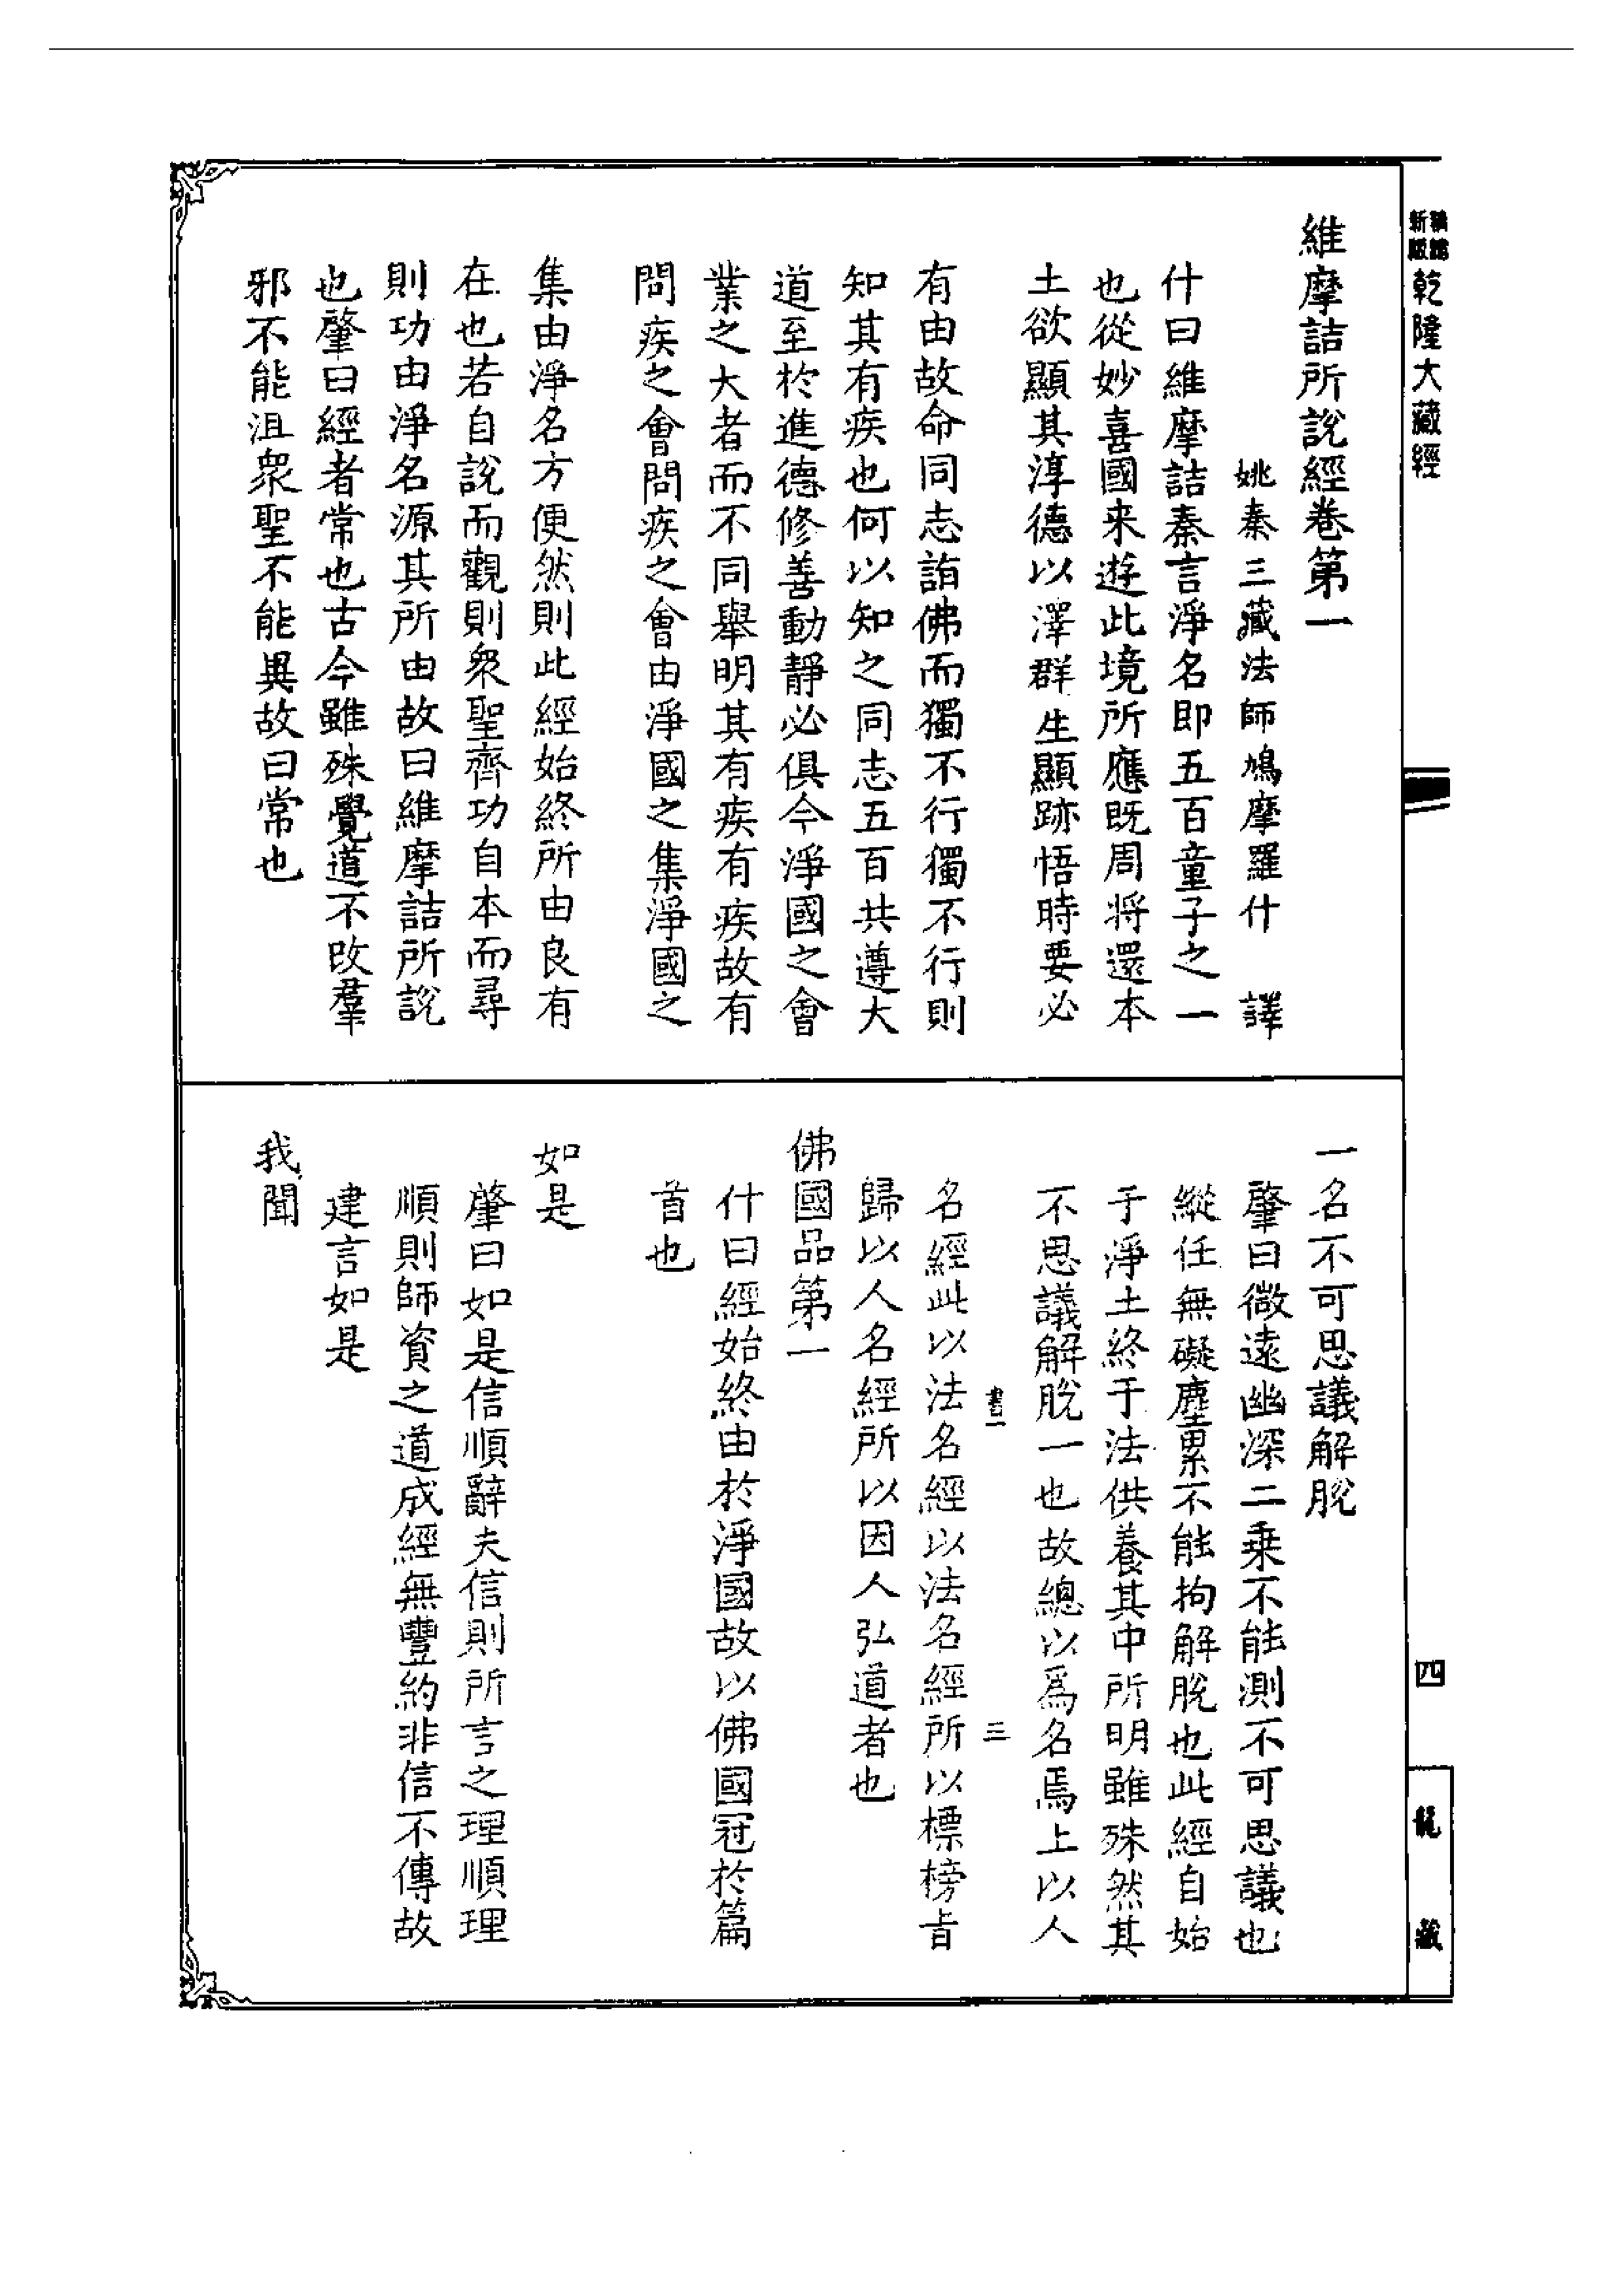 乾隆大藏經
維摩詰所說經卷第一
姚秦三藏法師鳩摩羅什 譯
什曰維摩詰秦言淨名即五百童子之一
也從妙喜國来遊此境所應既周将還本
土欲顯其淳德以澤群生顯跡悟時要必
有由故命同志詣佛而獨不行獨不行則
知其有疾也何以知之同志五百共遵大
道至於進德修善動靜必俱今淨國之會
業之大者而不同舉明其有疾有疾故有
問疾之會問疾之會由淨國之集淨國之
集由淨名方便然則此經始終所由良有
在也若自說而觀則衆聖齊功自本而尋
則功由淨名源其所由故曰維摩詰所說
也肇曰經者常也古今雖殊覺道不改羣
邪不能沮衆聖不能異故曰常也
一名不可思議解脫
肇曰微遠幽深二乗不能測不可思議也
縱任無礙塵累不能拘解脫也此經自始
于淨土終于法供養其中所明雖殊然其
不思議解脫一也故總以為名焉上以人
三
名經此以法名經以法名經所以標榜旨
歸以人名經所以因人弘道者也
佛國品第一
什曰經始終由於淨國故以佛國冠於篇
首也
如是
肇曰如是信順辭夫信則所言之理順理
順則師資之道成經無豐約非信不傳故
建言如是
我聞
四
龍藏